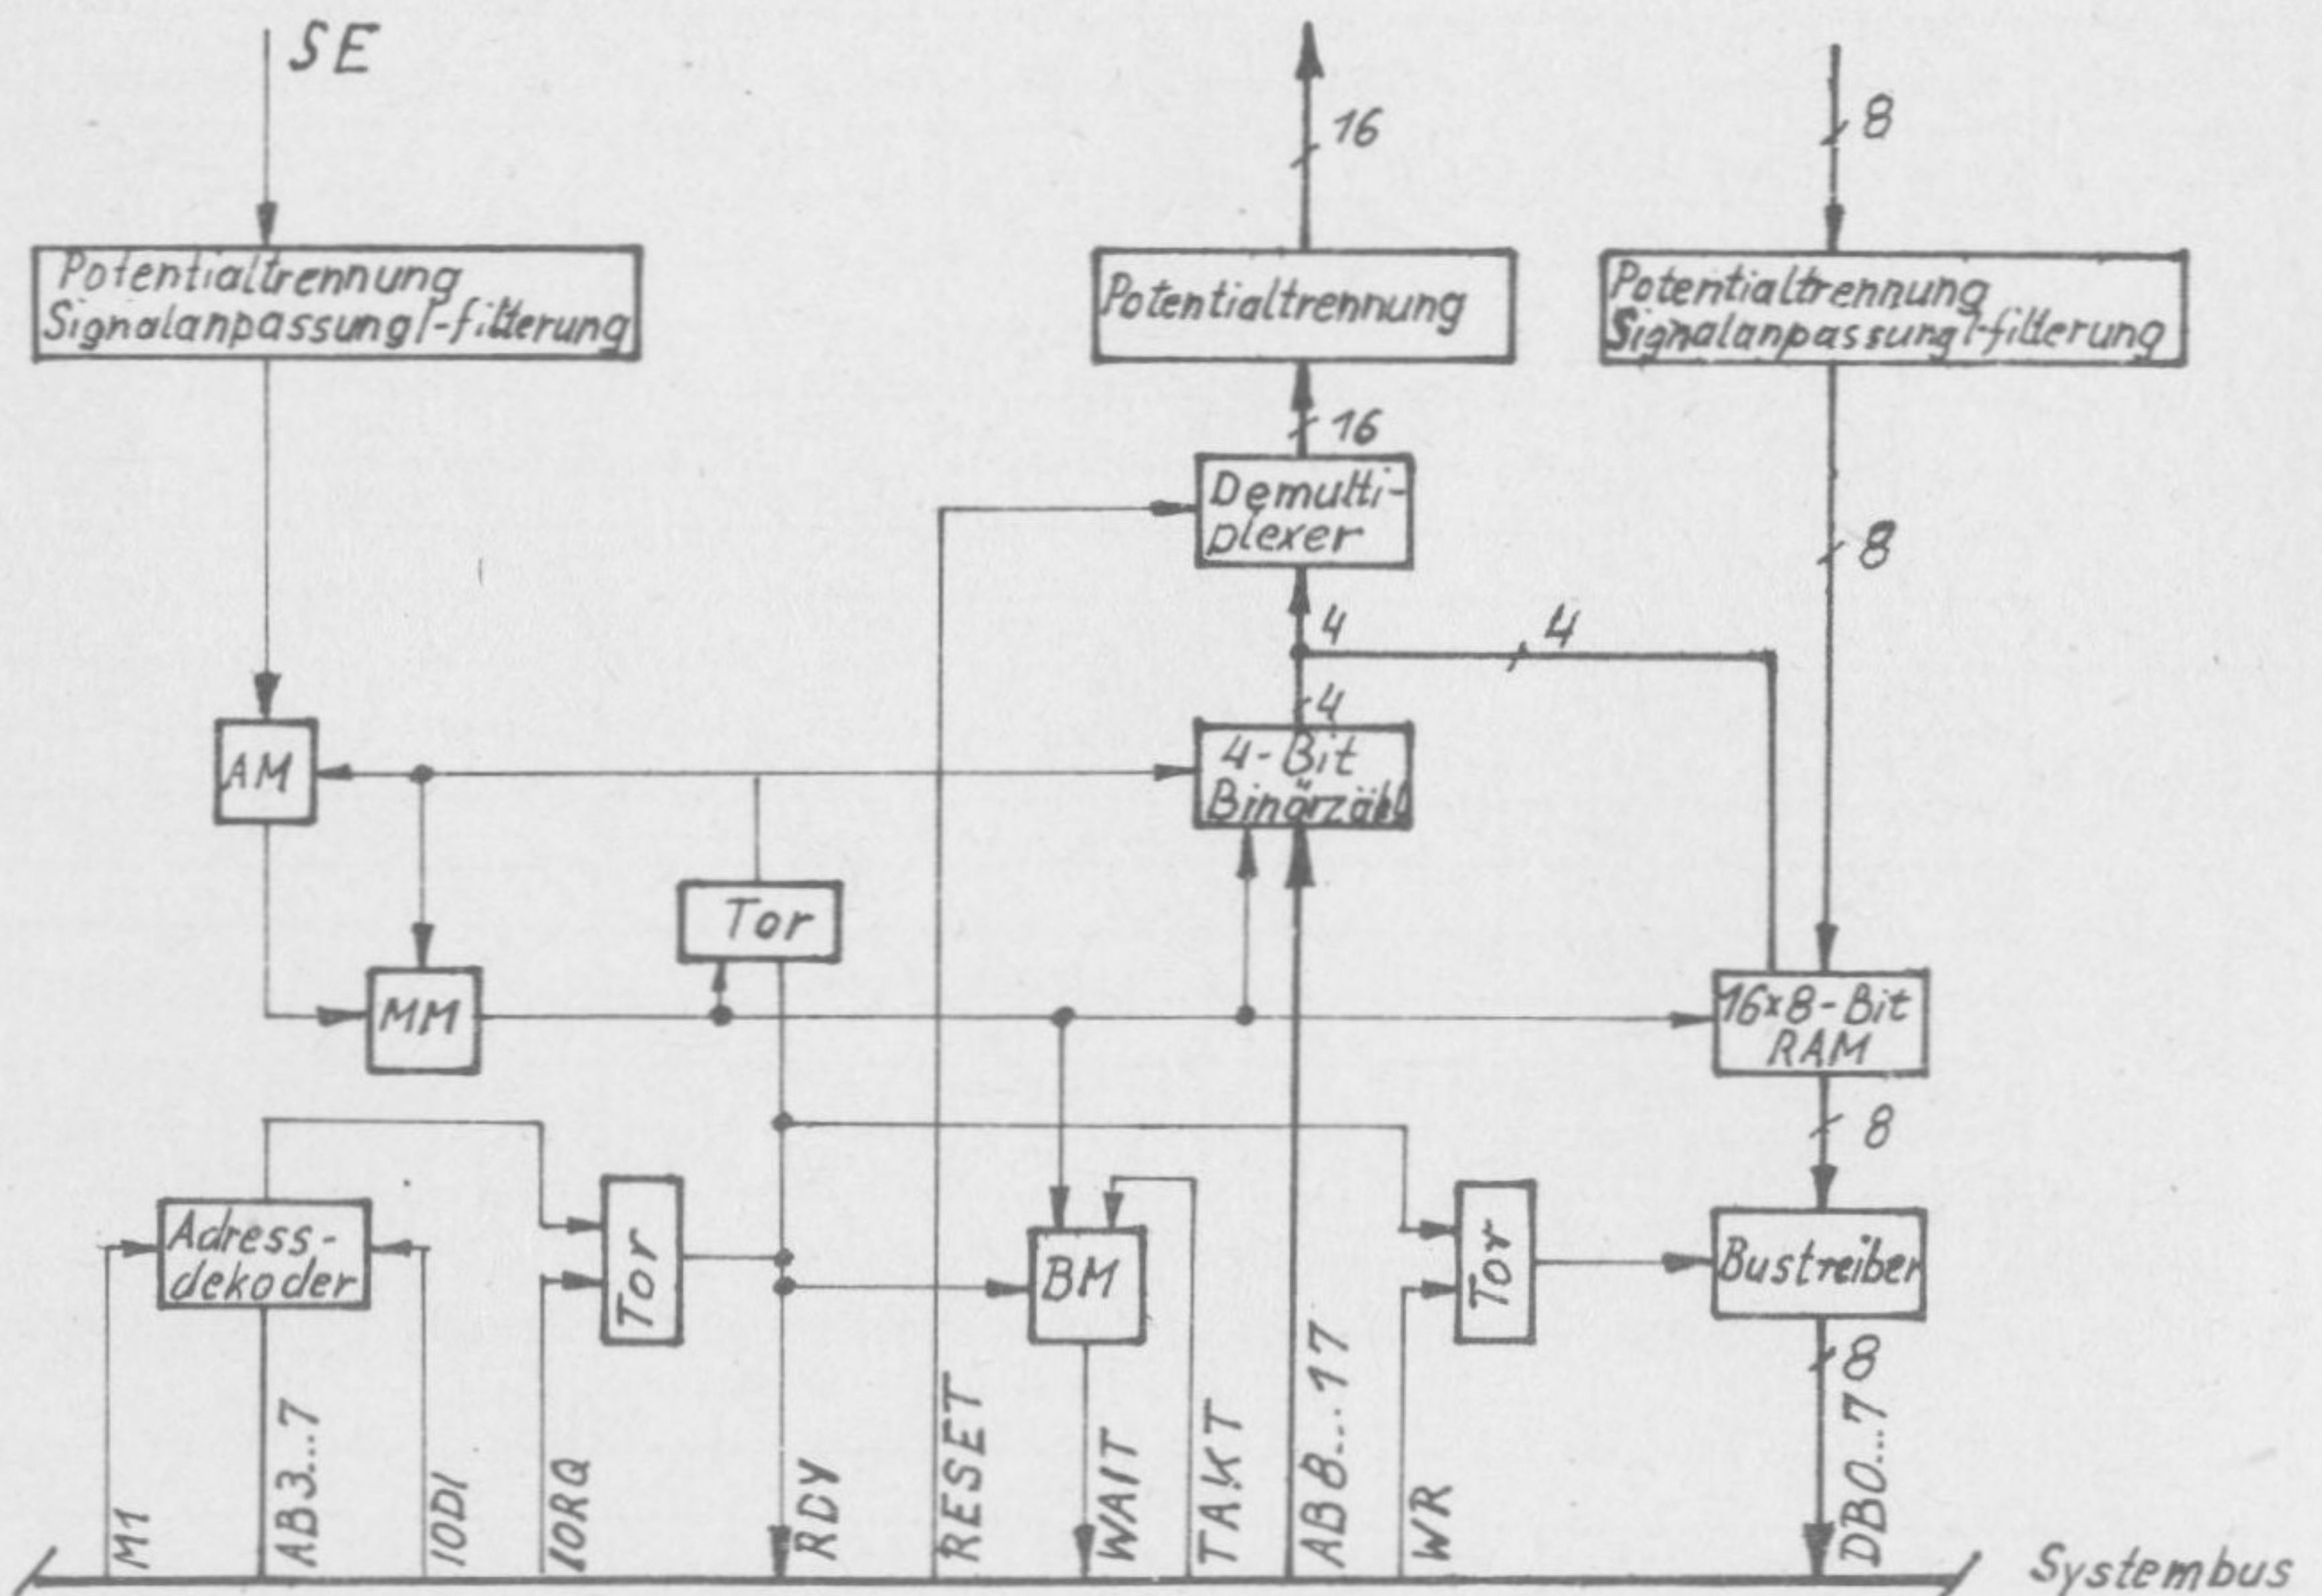 SE
16
8
Potentialtrennung
Signalanpassung/-filterung
Potentialtrennung
Potentialtrennung
Signalanpassung/-filterung
16
Demulti-
plexer
8
4
4
4
AM
4-Bit
Binärzähl
Tor
MM
16x8-Bit
RAM
8
Adress-
dekoder
Tor
BM
Tor
Bustreiber
8
M1
AB3...7
IODI
IORQ
RDY
RESET
WAIT
TAKT
AB8...17
WR
DB0...7
Systembus